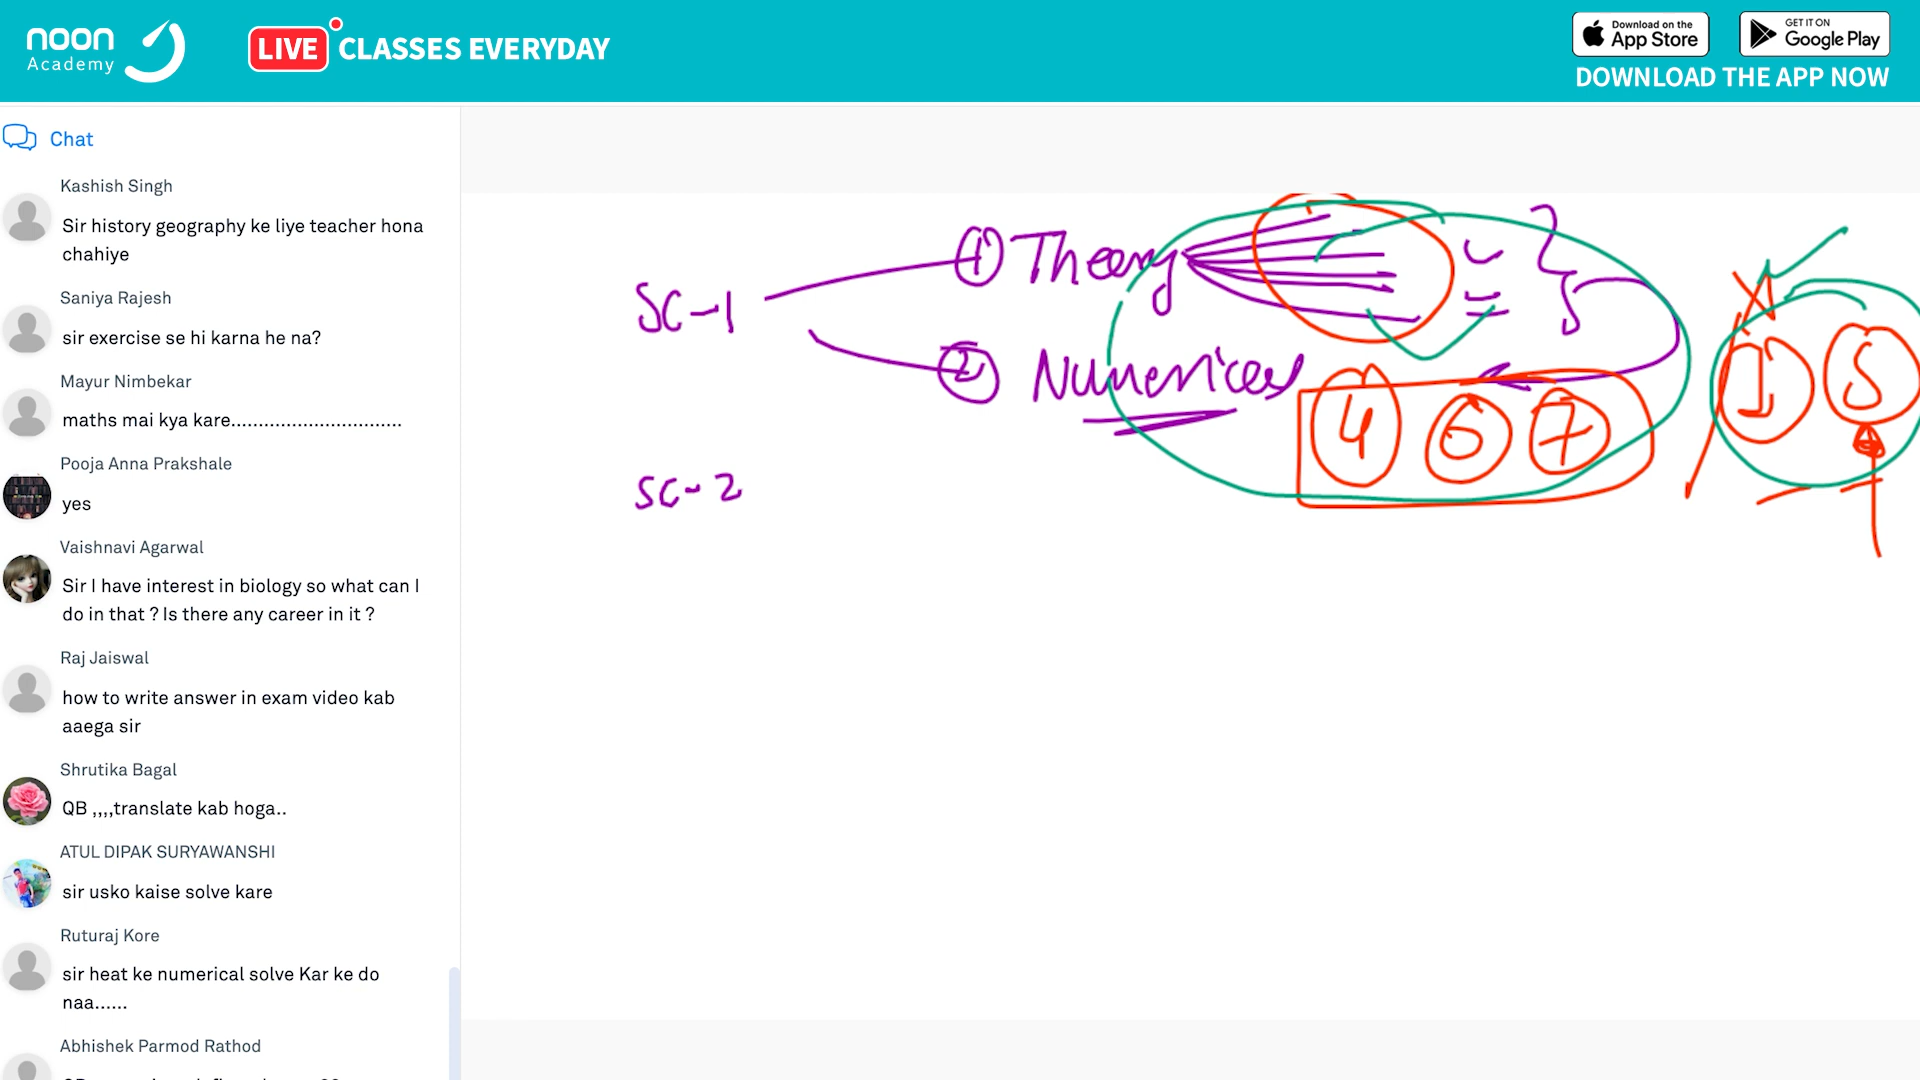 noon
Academy
LIVE CLASSES EVERYDAY
Download on the
App Store
GET IT ON
Google Play
DOWNLOAD THE APP NOW
Chat
Kashish Singh
Sir history geography ke liye teacher hona
chahiye
Saniya Rajesh
sir exercise se hi karna he na?
Mayur Nimbekar
maths mai kya kare...............................
Pooja Anna Prakshale
yes
Vaishnavi Agarwal
Sir I have interest in biology so what can I
do in that ? Is there any career in it ?
Raj Jaiswal
how to write answer in exam video kab
aaega sir
Shrutika Bagal
QB ,,,,translate kab hoga..
ATUL DIPAK SURYAWANSHI
sir usko kaise solve kare
Ruturaj Kore
sir heat ke numerical solve Kar ke do
naa......
Abhishek Parmod Rathod
SC-1
① Theory
② Numerical
4 6 7
1 5
SC-2